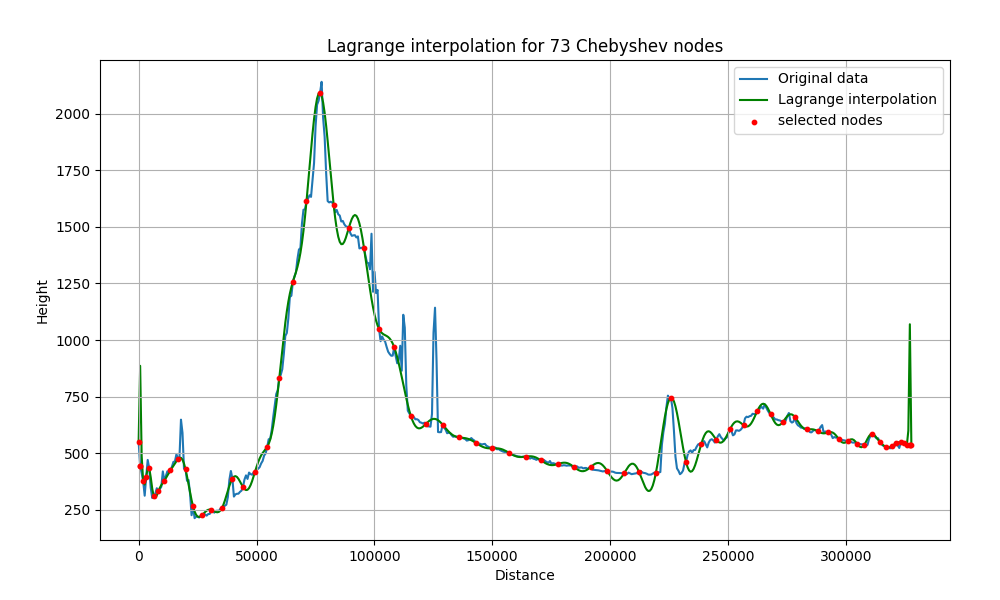 Lagrange interpolation for 73 Chebyshev nodes
Original data
Lagrange interpolation
selected nodes
2000
1750
1500
1250
1000
750
500
250
Height
0
50000
100000
150000
200000
250000
300000
Distance